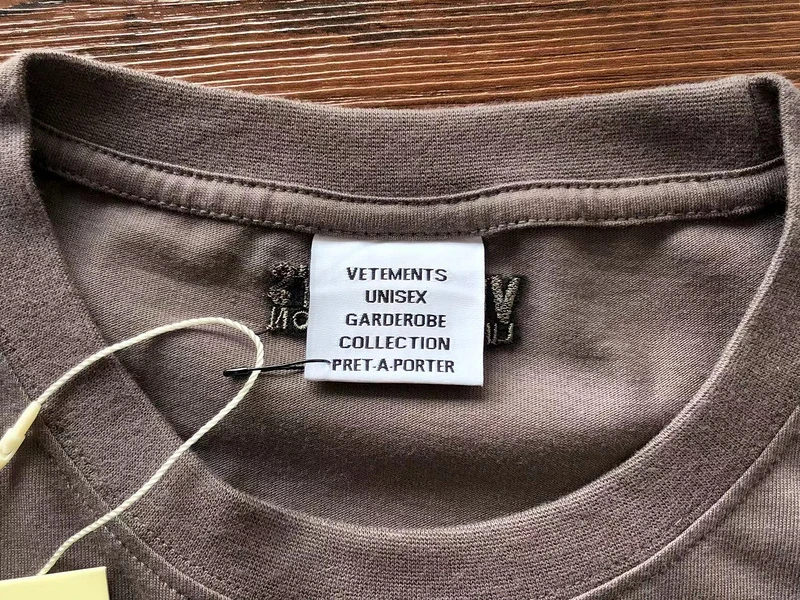 VETEMENTS
UNISEX
GARDEROBE
COLLECTION
PRET-A-PORTER